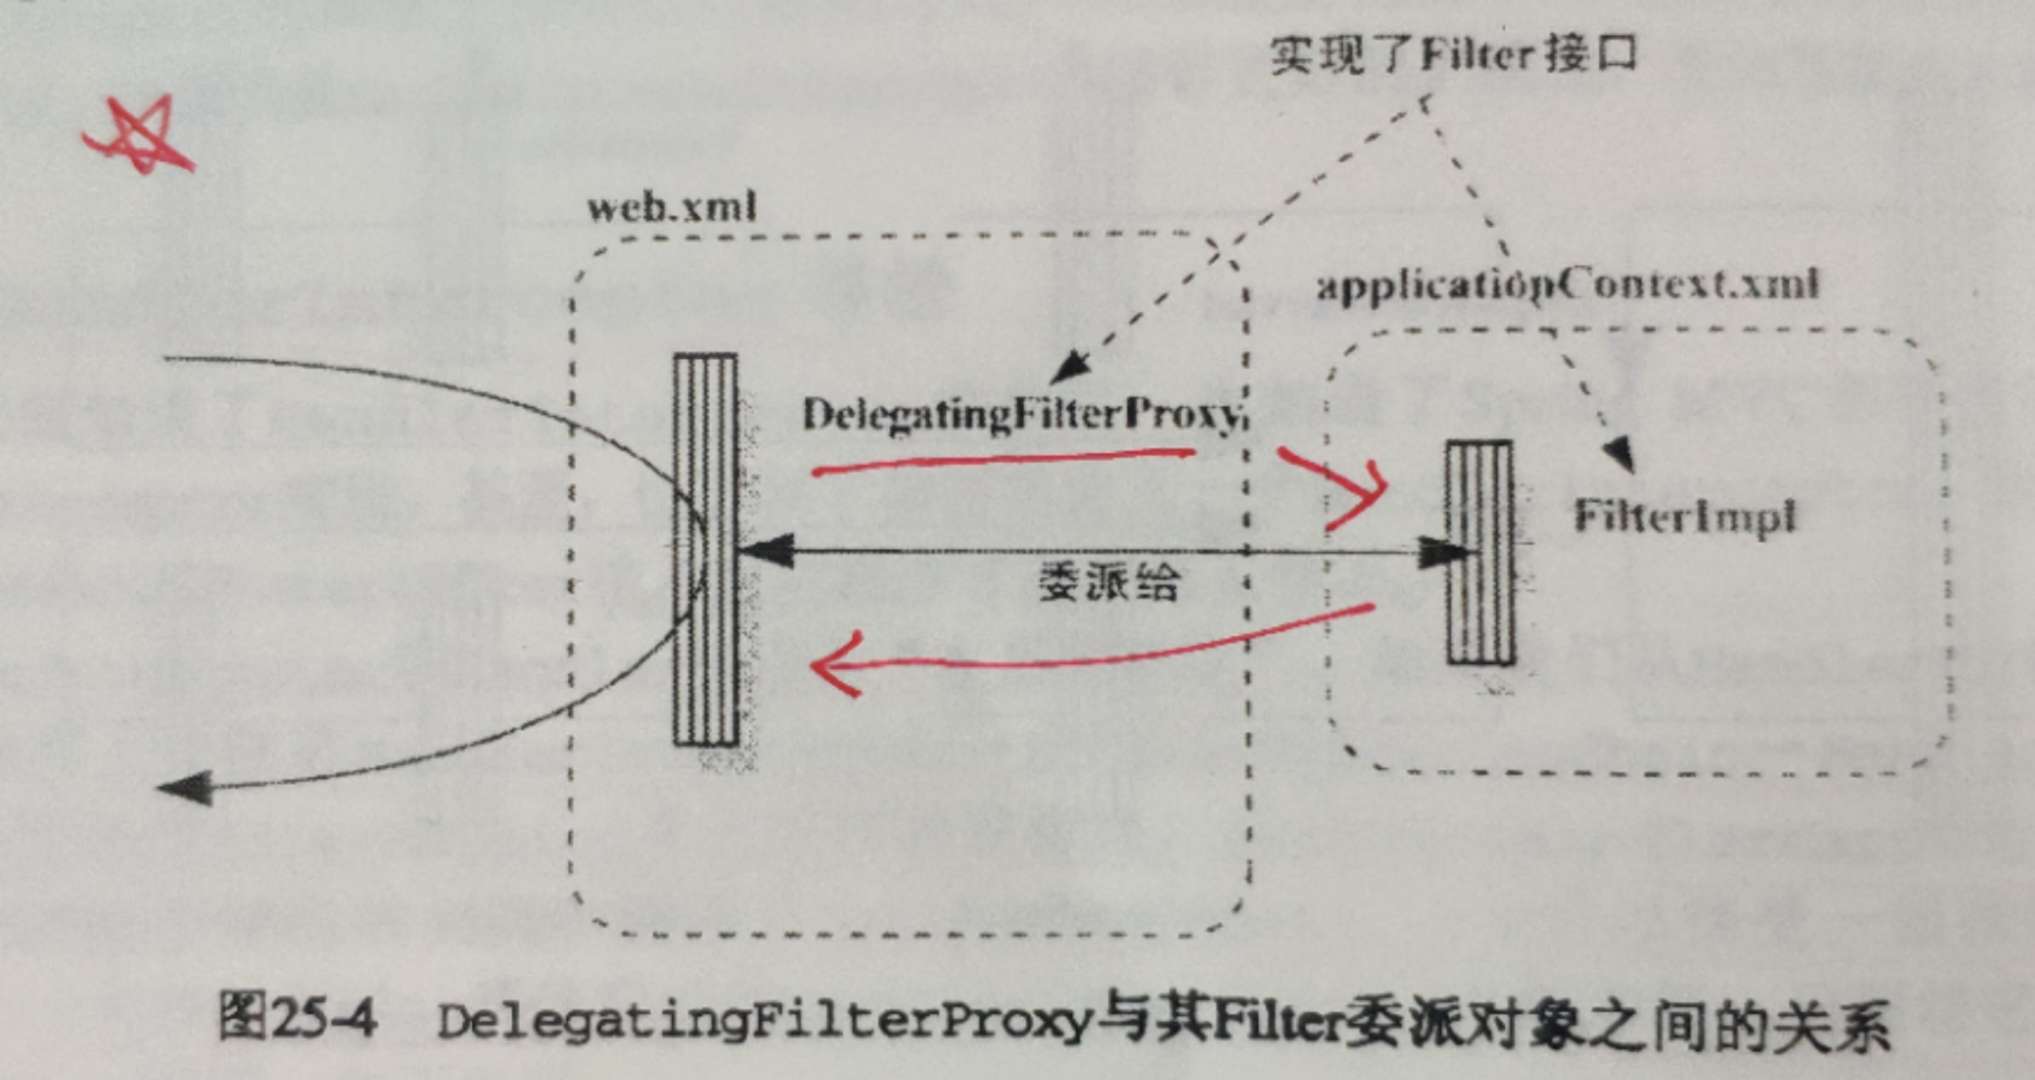 实现了Filter接口
web.xml
applicationContext.xml
DelegatingFilterProxy
FilterImpl
委派给
图25-4 DelegatingFilterProxy与其Filter委派对象之间的关系